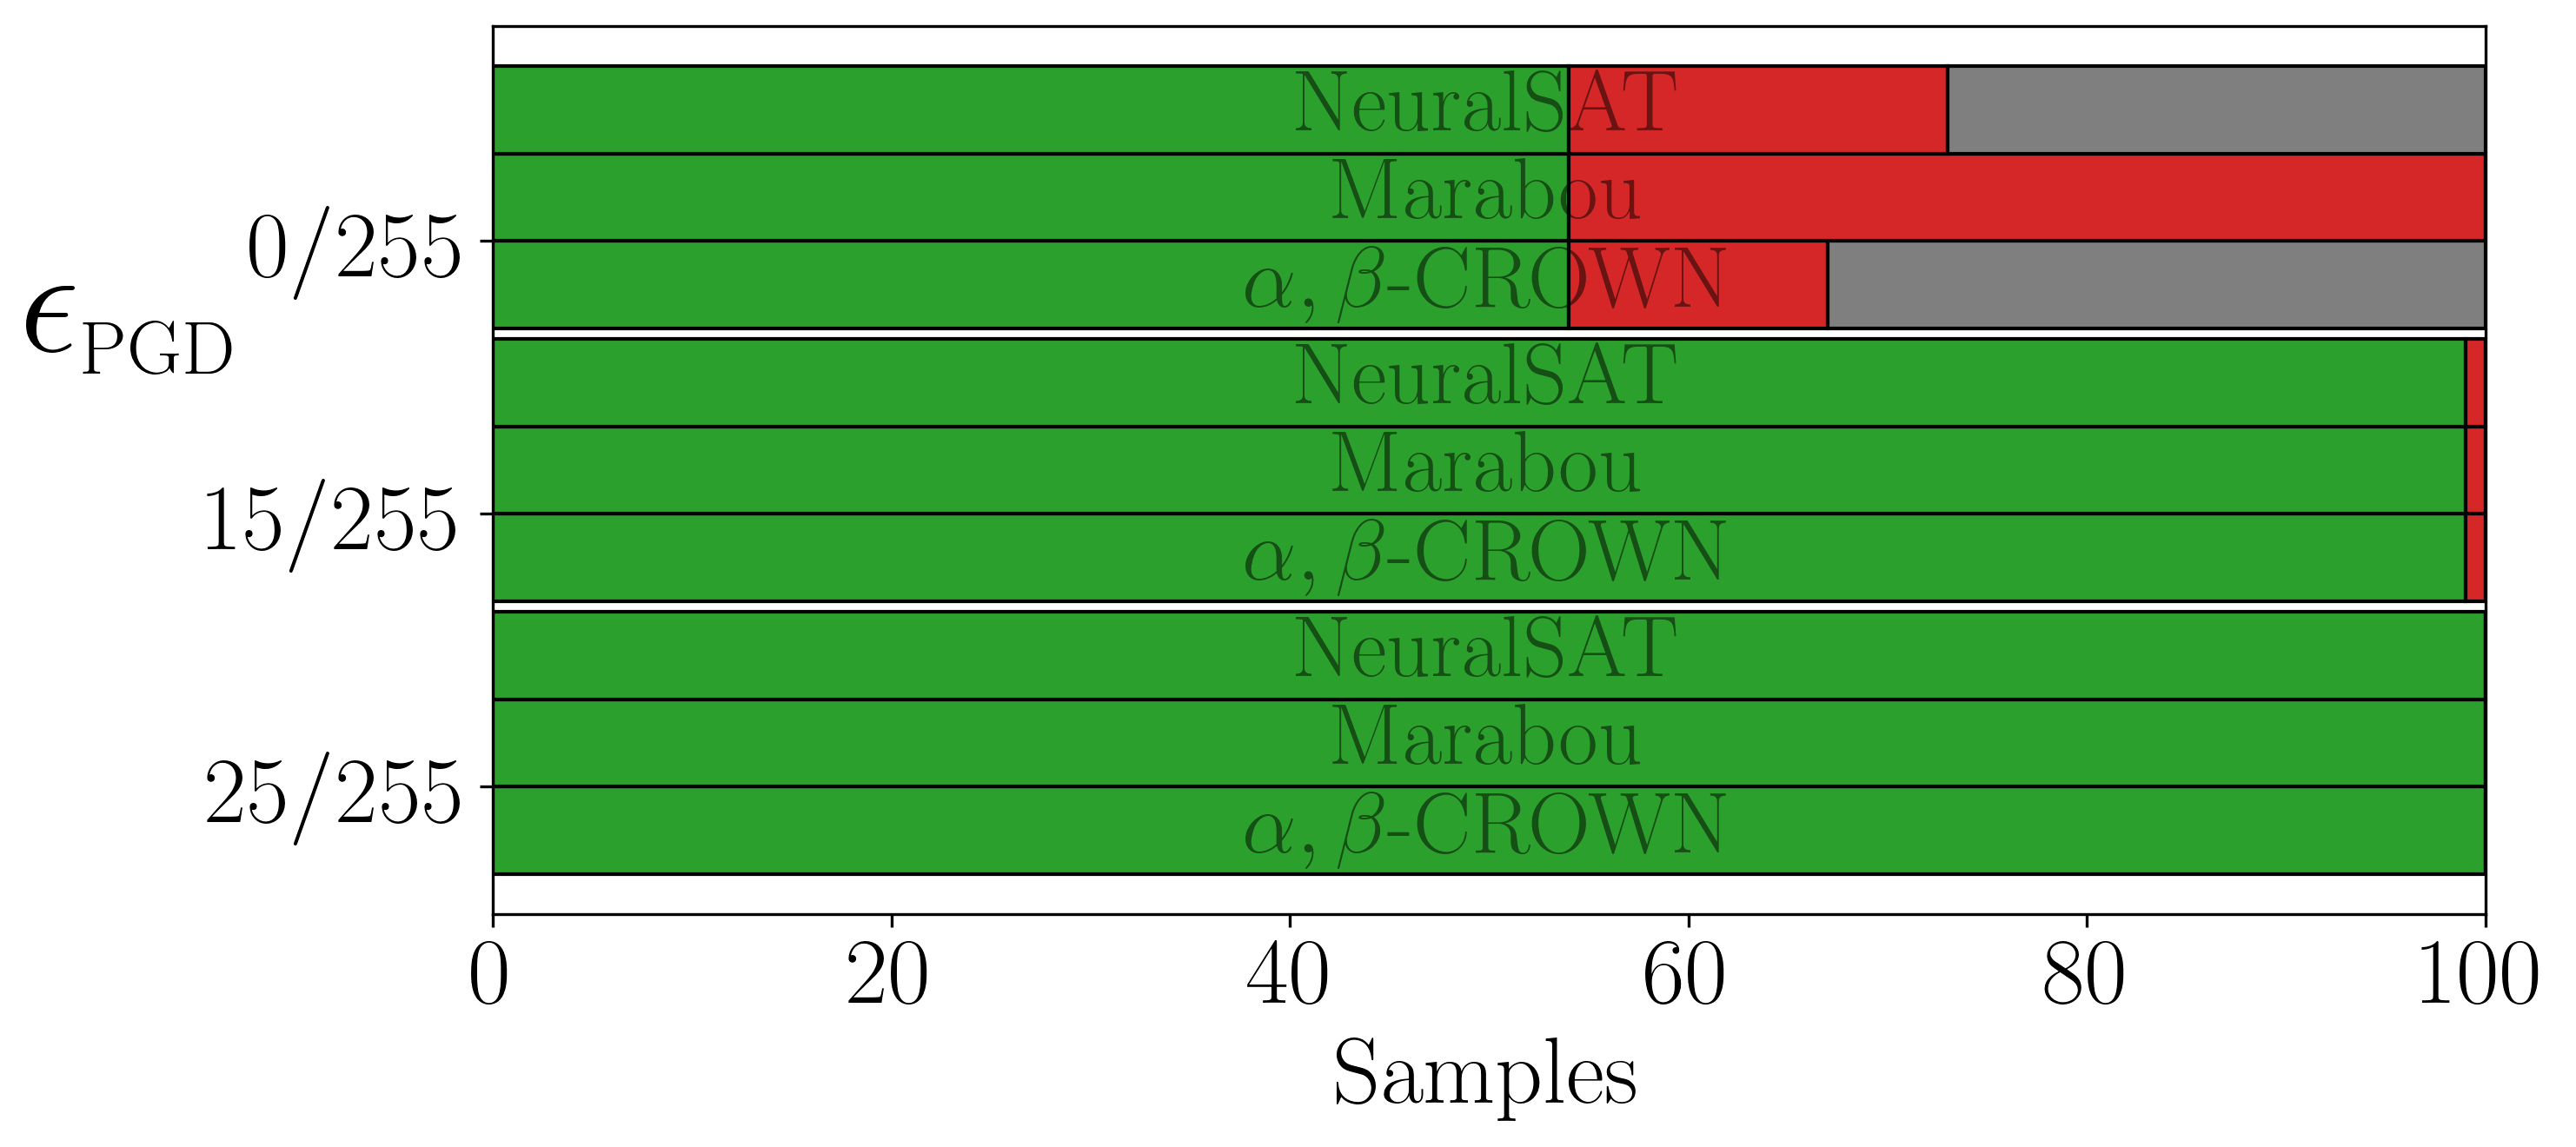 NeuralSAT
Marabou
0/255
α, β-CROWN
ϵPGD
NeuralSAT
Marabou
15/255
α, β-CROWN
NeuralSAT
Marabou
25/255
α, β-CROWN
0 20 40 60 80 100
Samples